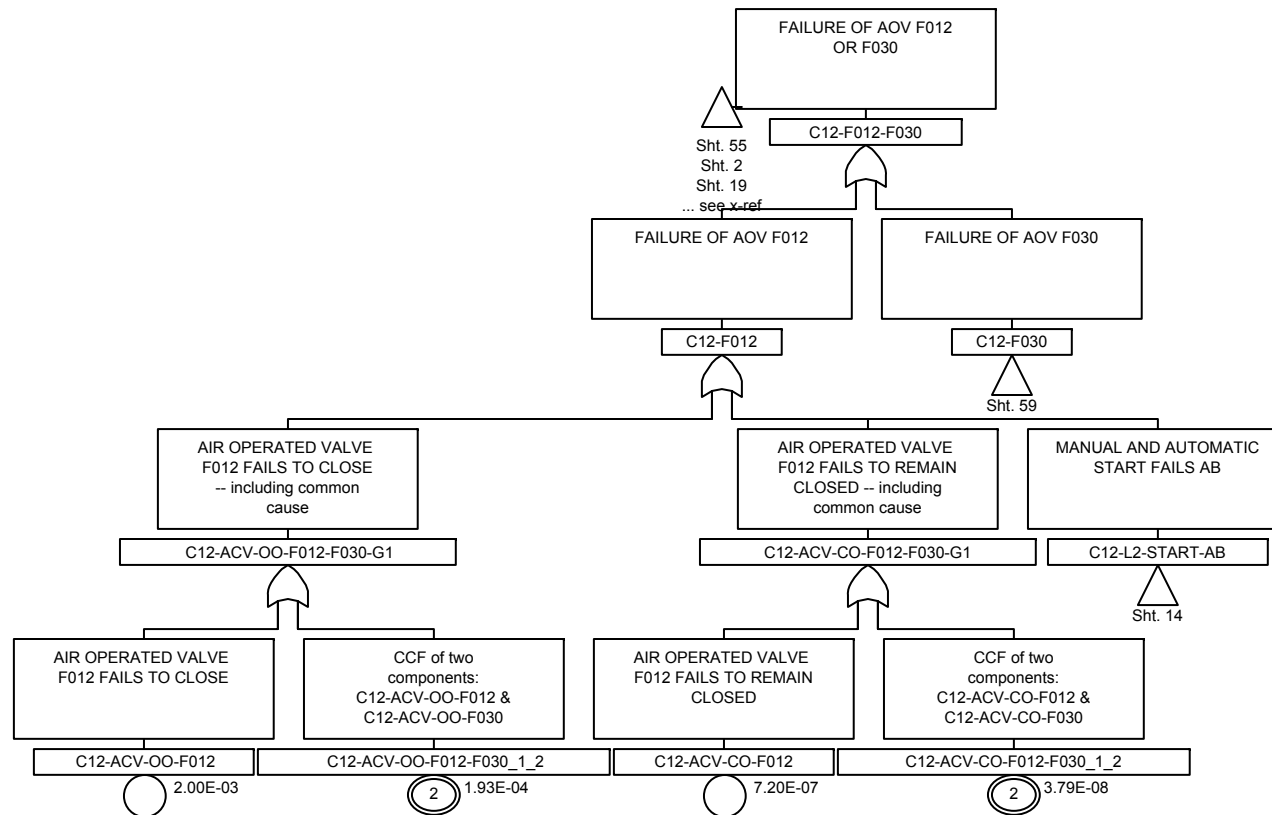 FAILURE OF AOV F012
OR F030
C12-F012-F030
Sht. 55
Sht. 2
Sht. 19
... see x-ref
FAILURE OF AOV F012
C12-F012
FAILURE OF AOV F030
C12-F030
Sht. 59
AIR OPERATED VALVE
F012 FAILS TO CLOSE
-- including common
cause
C12-ACV-OO-F012-F030-G1
AIR OPERATED VALVE
F012 FAILS TO REMAIN
CLOSED -- including
common cause
C12-ACV-CO-F012-F030-G1
MANUAL AND AUTOMATIC
START FAILS AB
C12-L2-START-AB
Sht. 14
AIR OPERATED VALVE
F012 FAILS TO CLOSE
C12-ACV-OO-F012
2.00E-03
CCF of two
components:
C12-ACV-OO-F012 &
C12-ACV-OO-F030
C12-ACV-OO-F012-F030_1_2
2
1.93E-04
AIR OPERATED VALVE
F012 FAILS TO REMAIN
CLOSED
C12-ACV-CO-F012
7.20E-07
CCF of two
components:
C12-ACV-CO-F012 &
C12-ACV-CO-F030
C12-ACV-CO-F012-F030_1_2
2
3.79E-08